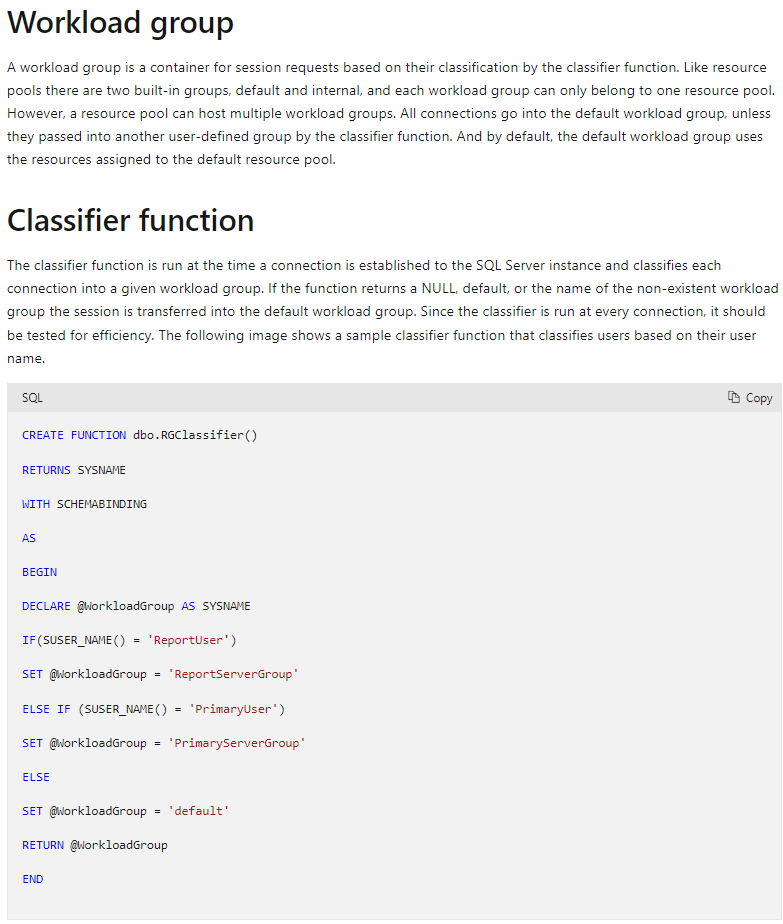 Workload group
A workload group is a container for session requests based on their classification by the classifier function. Like resource
pools there are two built-in groups, default and internal, and each workload group can only belong to one resource pool.
However, a resource pool can host multiple workload groups. All connections go into the default workload group, unless
they passed into another user-defined group by the classifier function. And by default, the default workload group uses
the resources assigned to the default resource pool.
Classifier function
The classifier function is run at the time a connection is established to the SQL Server instance and classifies each
connection into a given workload group. If the function returns a NULL, default, or the name of the non-existent workload
group the session is transferred into the default workload group. Since the classifier is run at every connection, it should
be tested for efficiency. The following image shows a sample classifier function that classifies users based on their user
name.
SQL Copy
CREATE FUNCTION dbo.RGClassifier()
RETURNS SYSNAME
WITH SCHEMABINDING
AS
BEGIN
DECLARE @WorkloadGroup AS SYSNAME
IF(SUSER_NAME() = 'ReportUser')
SET @WorkloadGroup = 'ReportServerGroup'
ELSE IF (SUSER_NAME() = 'PrimaryUser')
SET @WorkloadGroup = 'PrimaryServerGroup'
ELSE
SET @WorkloadGroup = 'default'
RETURN @WorkloadGroup
END